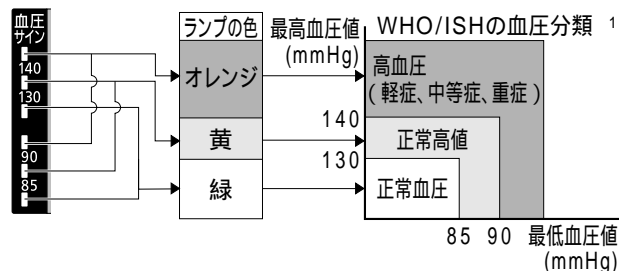 血圧
サイン
140
130
90
85
ランプの色
オレンジ
黄
緑
最高血圧値
(mmHg)
140
130
WHO/ISHの血圧分類 1
高血圧
(軽症、中等症、重症)
正常高値
正常血圧
85 90 最低血圧値
(mmHg)